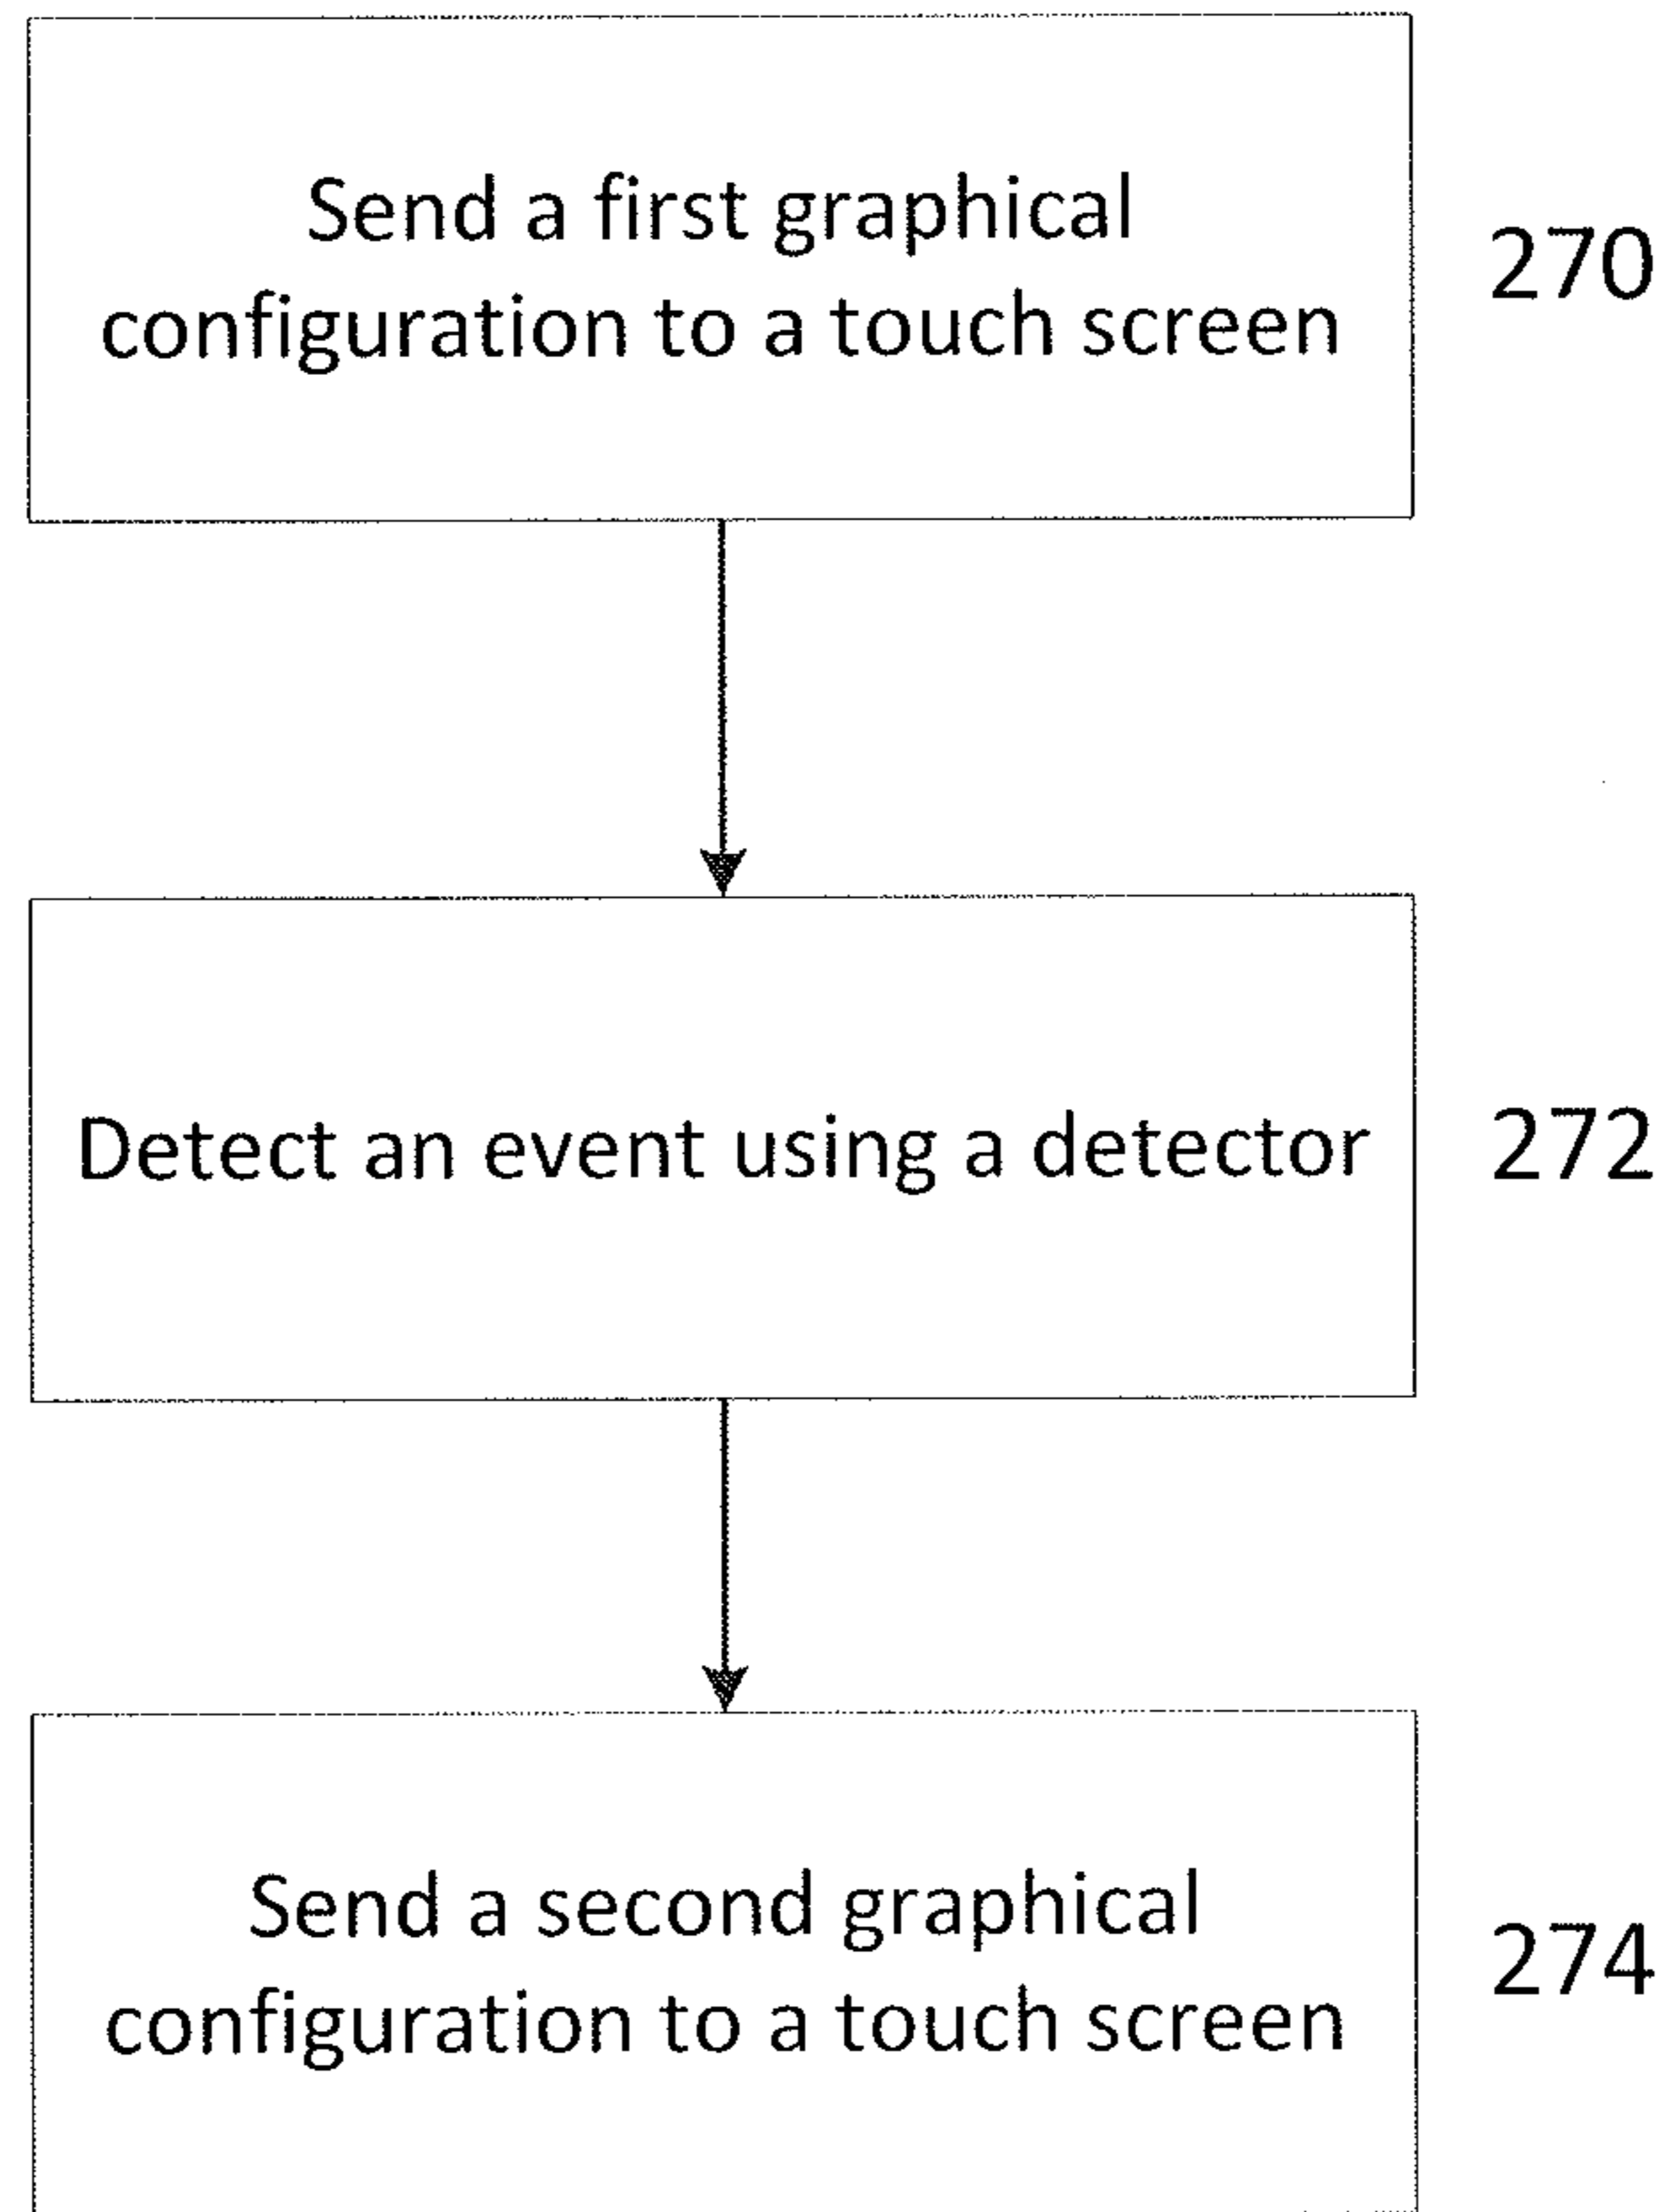 Send a first graphical
configuration to a touch screen
270
Detect an event using a detector
272
Send a second graphical
configuration to a touch screen
274